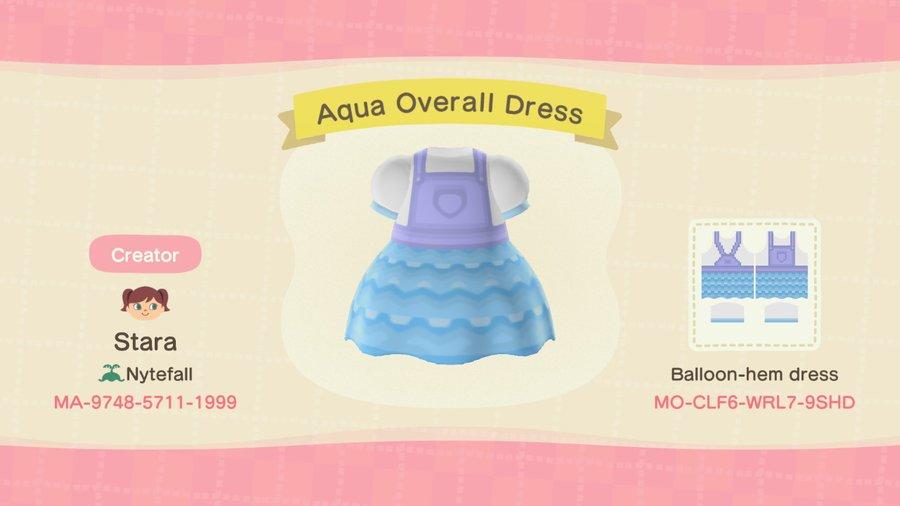 Aqua Overall Dress
Creator
Stara
Nytefall
MA-9748-5711-1999
Balloon-hem dress
MO-CLF6-WRL7-9SHD